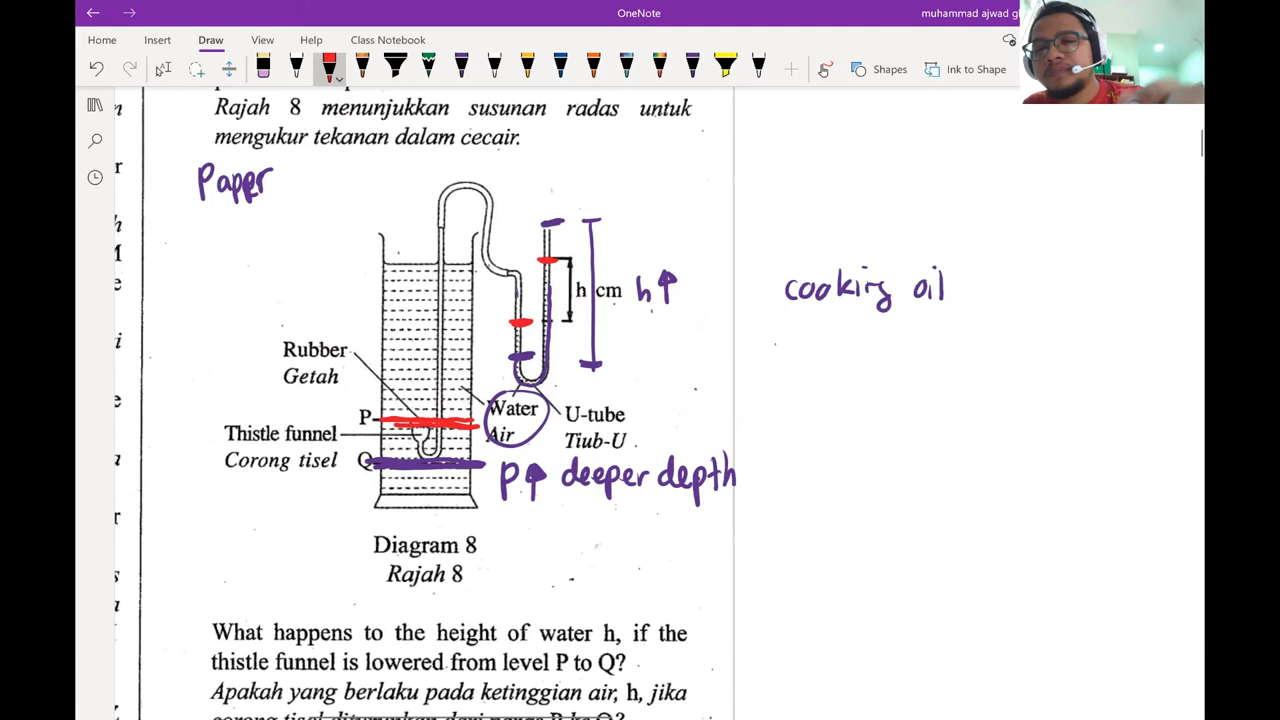 OneNote
muhammad ajwad gh
Home Insert Draw View Help Class Notebook
Shapes Ink to Shape
Rajah 8 menunjukkan susunan radas untuk
mengukur tekanan dalam cecair.
Paper
h cm h↑
cooking oil
Rubber
Getah
Water
Air
U-tube
Tiub-U
P
Thistle funnel
Corong tisel
Q
P↑ deeper depth
Diagram 8
Rajah 8
What happens to the height of water h, if the
thistle funnel is lowered from level P to Q?
Apakah yang berlaku pada ketinggian air, h, jika